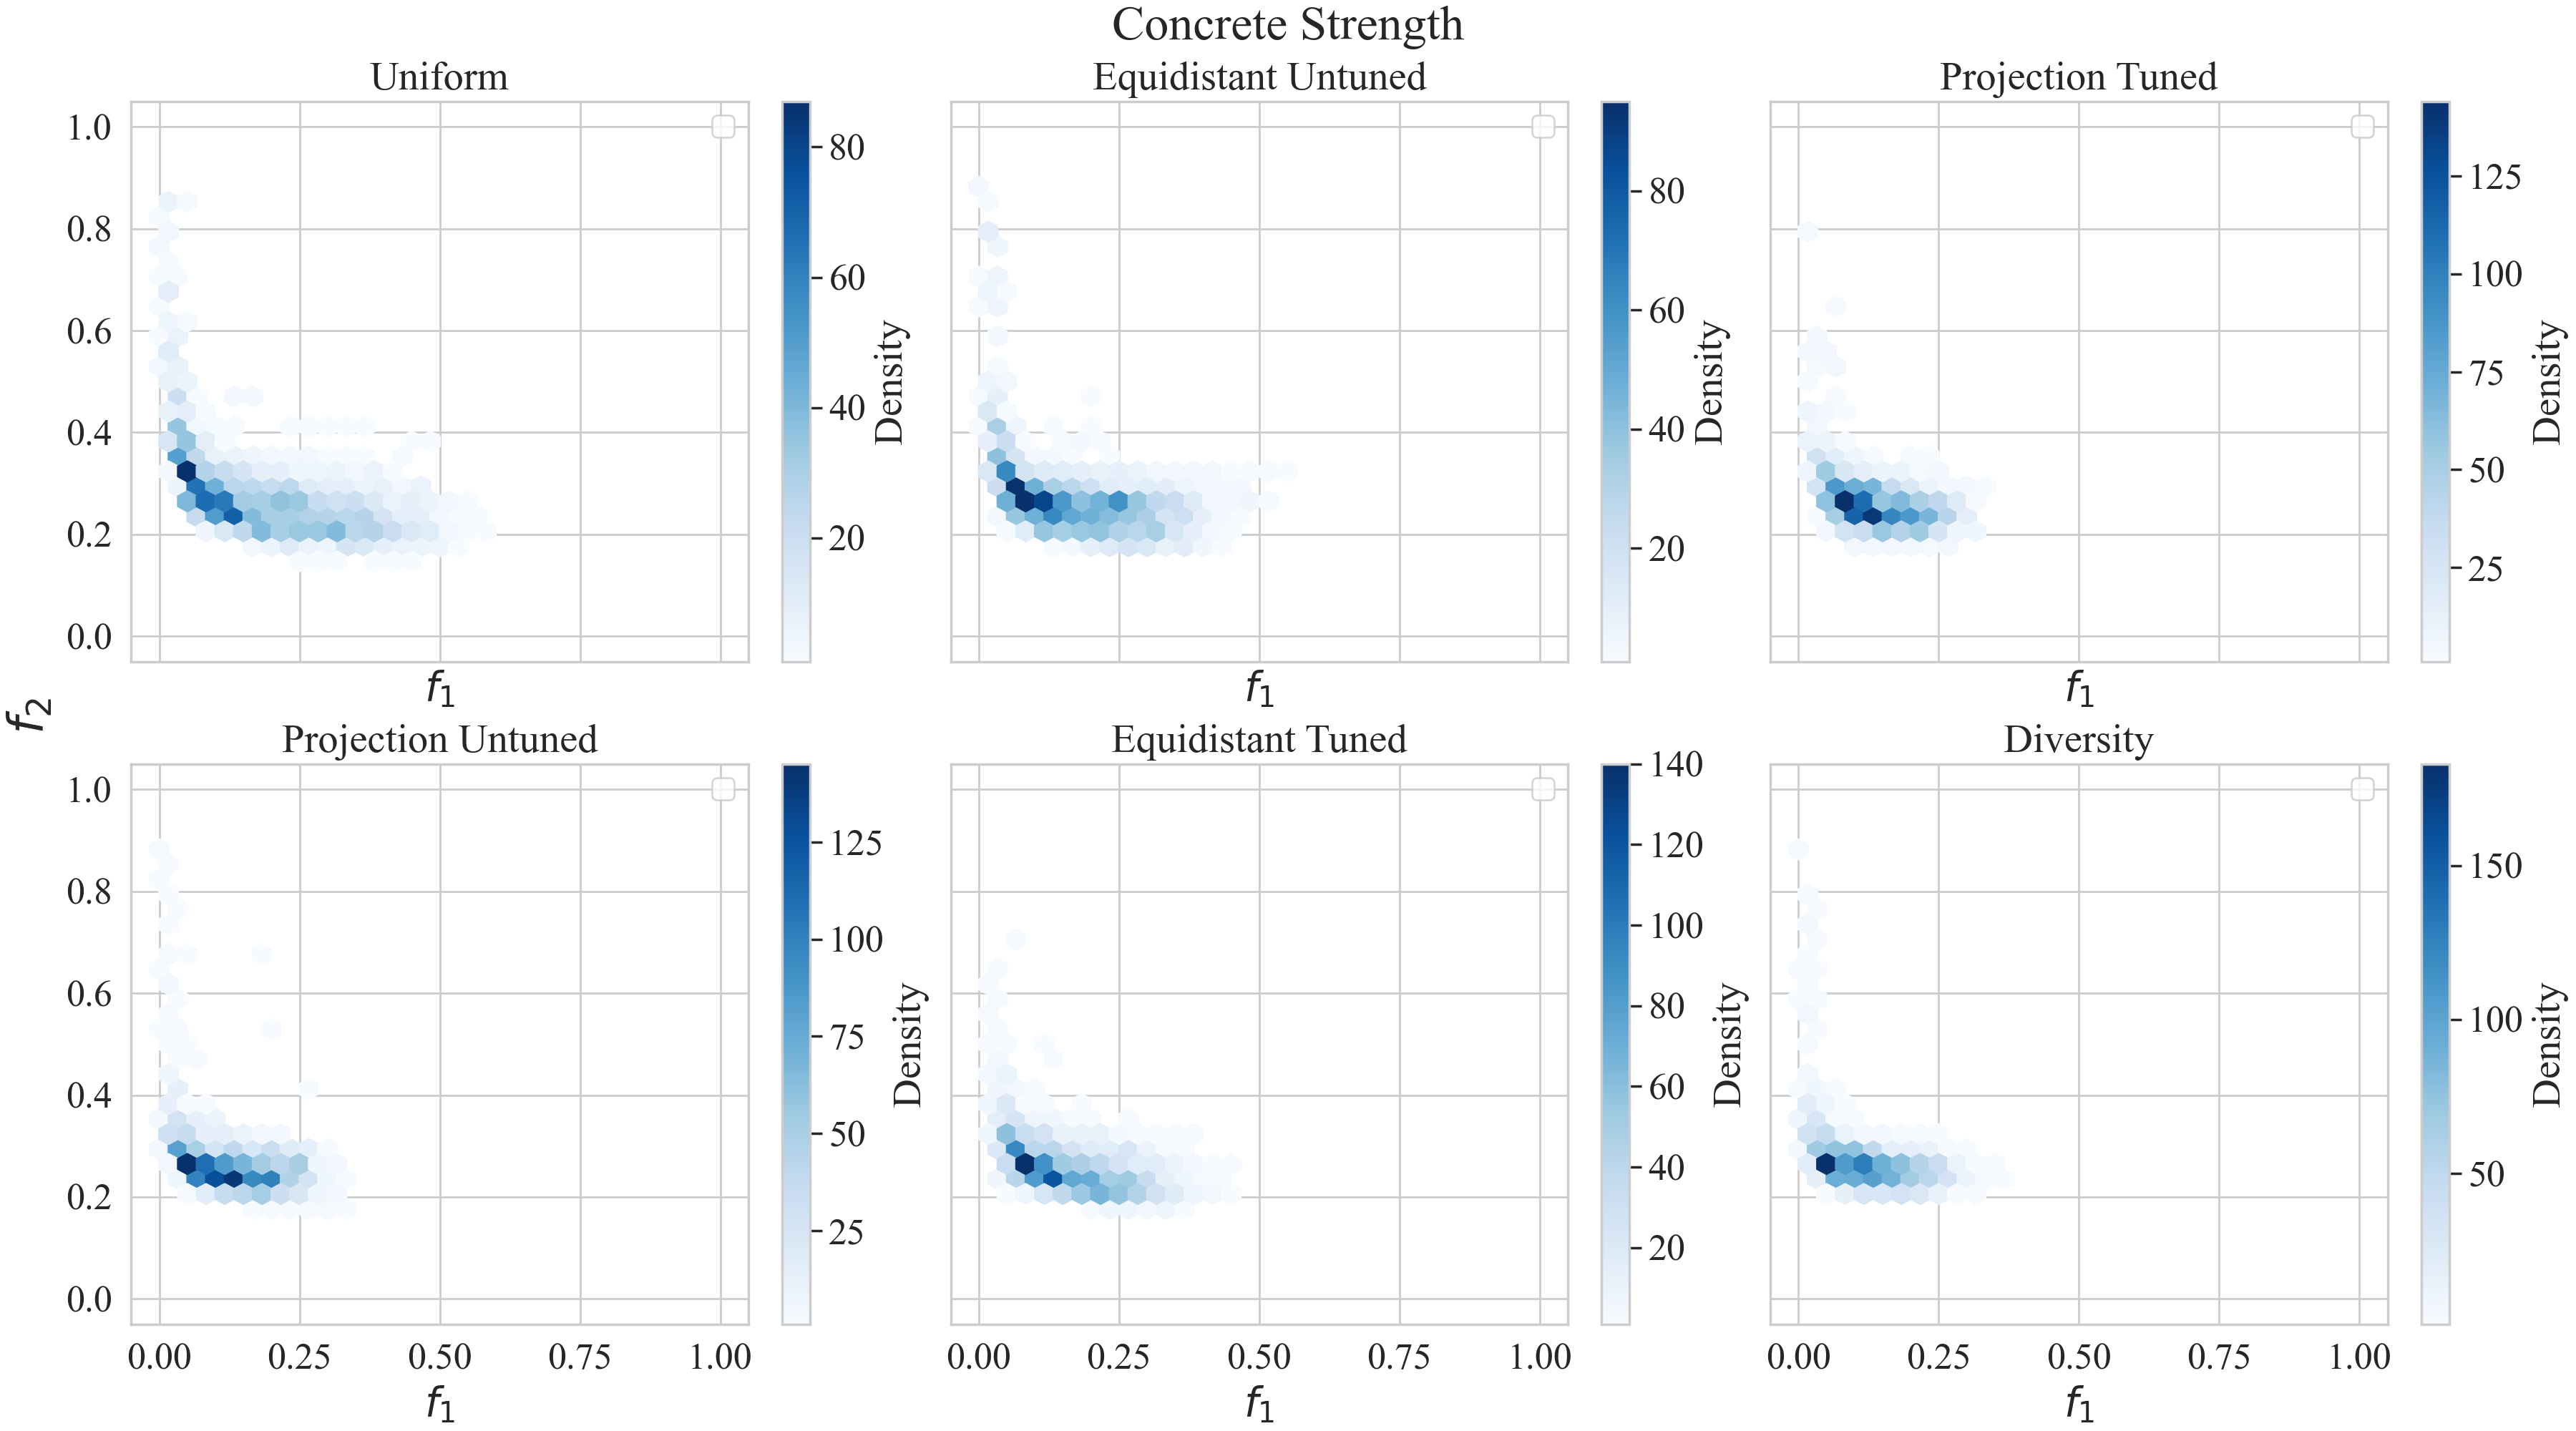 Concrete Strength
Uniform
Equidistant Untuned
Projection Tuned
1.0
0.8
0.6
0.4
0.2
0.0
80
60
40
20
Density
80
60
40
20
Density
125
100
75
50
25
Density
f1
f1
f1
f2
Projection Untuned
Equidistant Tuned
Diversity
1.0
0.8
0.6
0.4
0.2
0.0
125
100
75
50
25
Density
140
120
100
80
60
40
20
Density
150
100
50
Density
0.00 0.25 0.50 0.75 1.00
0.00 0.25 0.50 0.75 1.00
0.00 0.25 0.50 0.75 1.00
f1
f1
f1